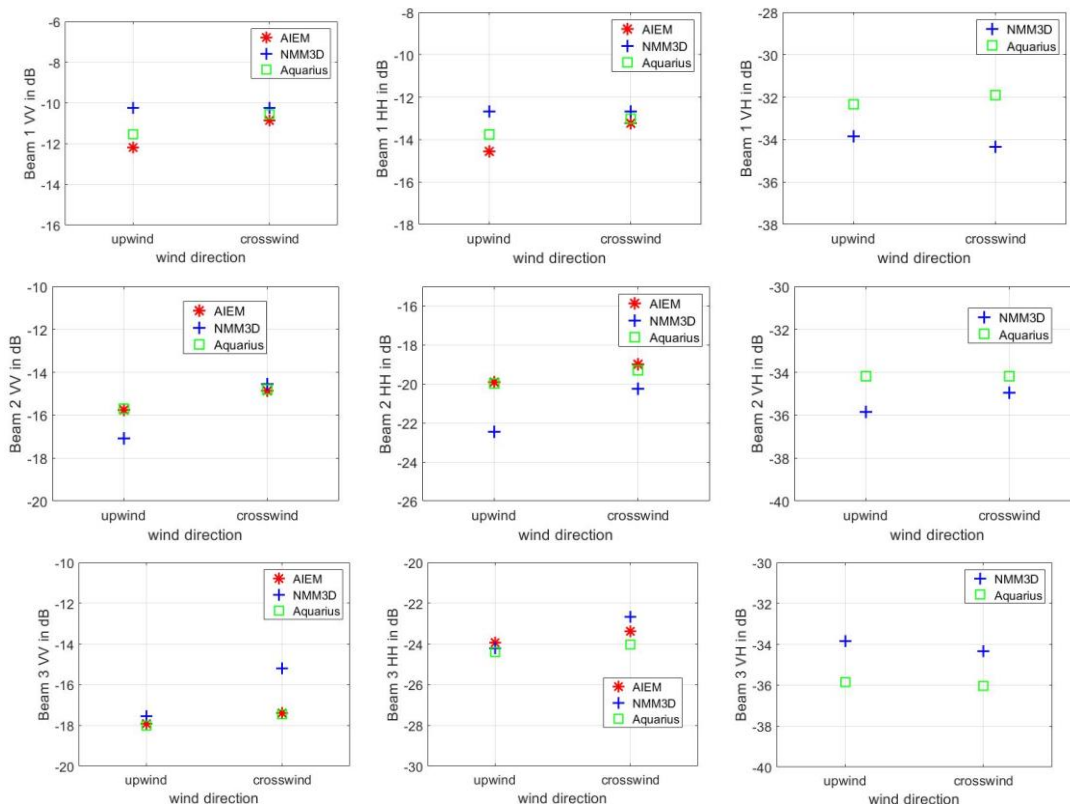 Beam 1 VV in dB
-6
-8
-10
-12
-14
-16
AIEM
NMM3D
Aquarius
upwind
crosswind
wind direction
Beam 1 HH in dB
-8
-10
-12
-14
-16
-18
AIEM
NMM3D
Aquarius
upwind
crosswind
wind direction
Beam 1 VH in dB
-28
-30
-32
-34
-36
-38
NMM3D
Aquarius
upwind
crosswind
wind direction
Beam 2 VV in dB
-10
-12
-14
-16
-18
-20
AIEM
NMM3D
Aquarius
upwind
crosswind
wind direction
Beam 2 HH in dB
-16
-18
-20
-22
-24
-26
AIEM
NMM3D
Aquarius
upwind
crosswind
wind direction
Beam 2 VH in dB
-30
-32
-34
-36
-38
-40
NMM3D
Aquarius
upwind
crosswind
wind direction
Beam 3 VV in dB
-10
-12
-14
-16
-18
-20
AIEM
NMM3D
Aquarius
upwind
crosswind
wind direction
Beam 3 HH in dB
-20
-22
-24
-26
-28
-30
AIEM
NMM3D
Aquarius
upwind
crosswind
wind direction
Beam 3 VH in dB
-30
-32
-34
-36
-38
-40
NMM3D
Aquarius
upwind
crosswind
wind direction